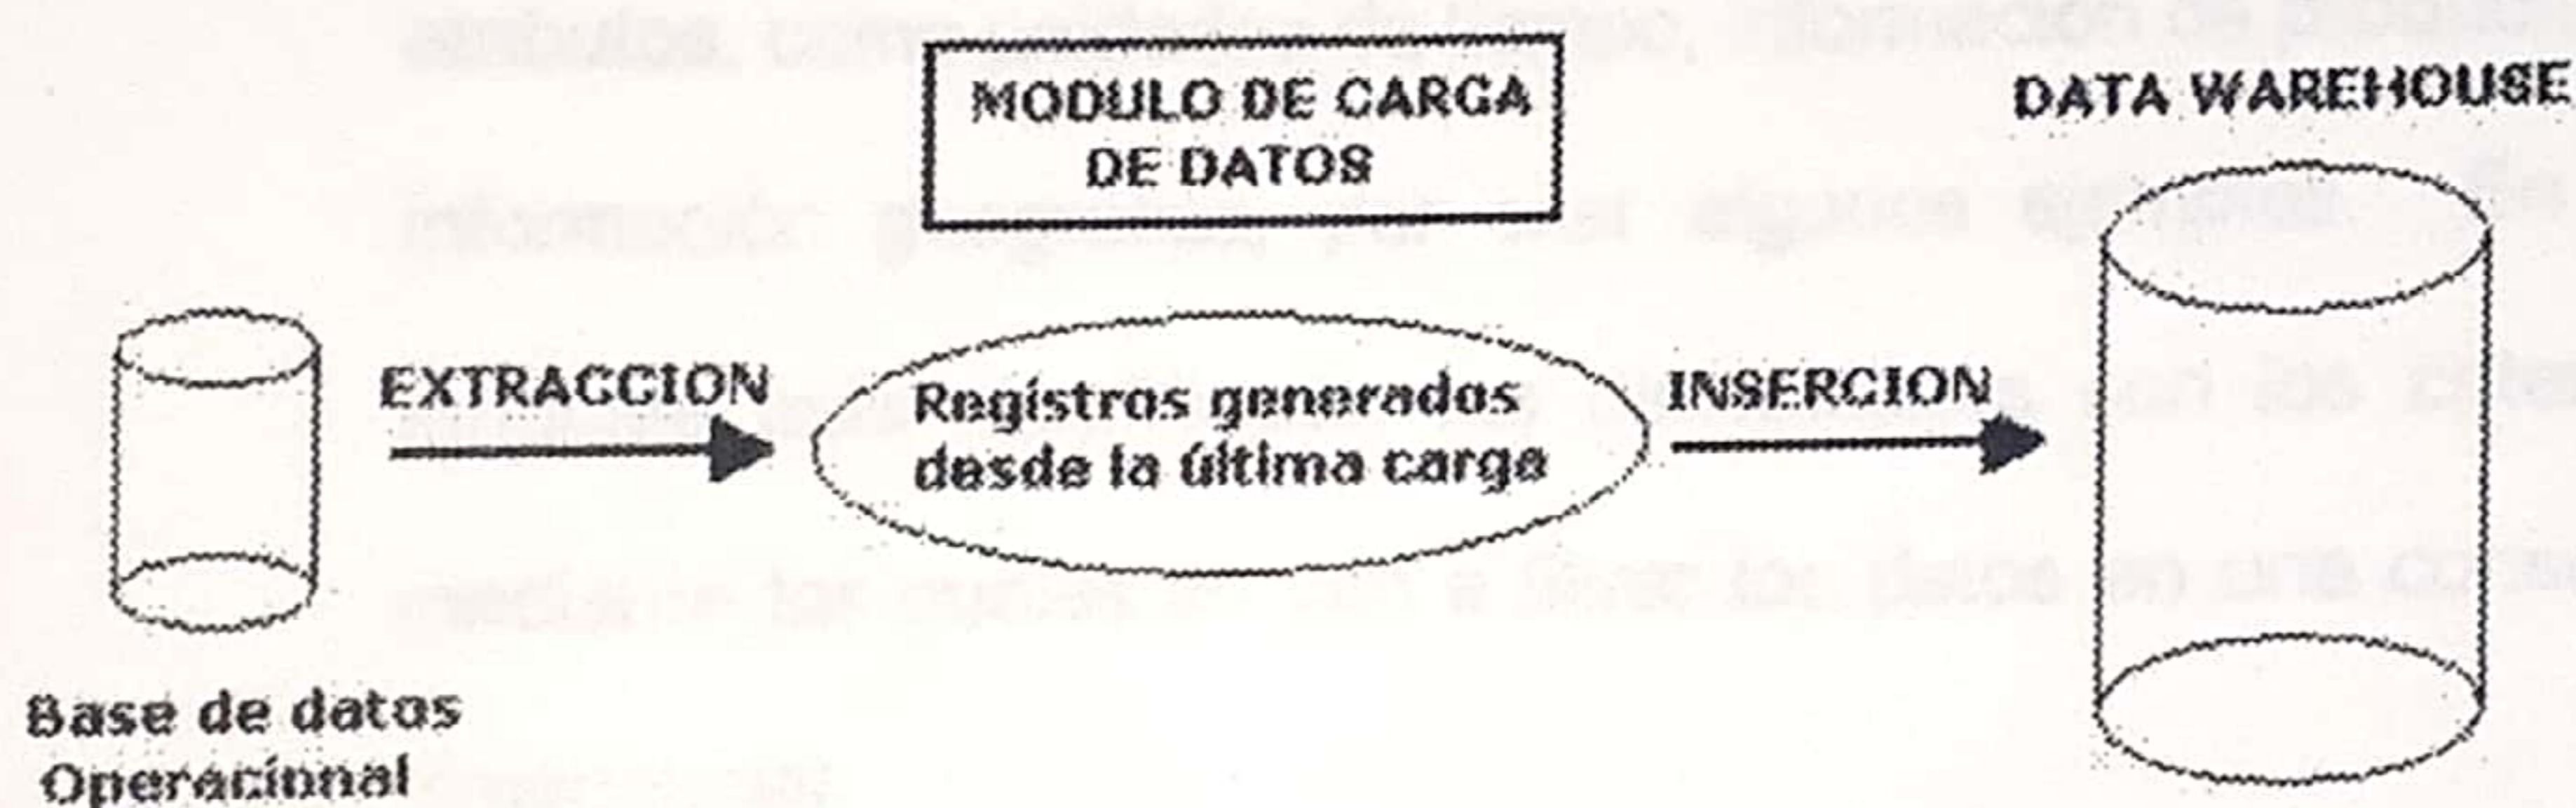 MODULO DE CARGA
DE DATOS
DATA WAREHOUSE
EXTRACCION
Registros generados
desde la última carga
INSERCION
Base de datos
Operacional